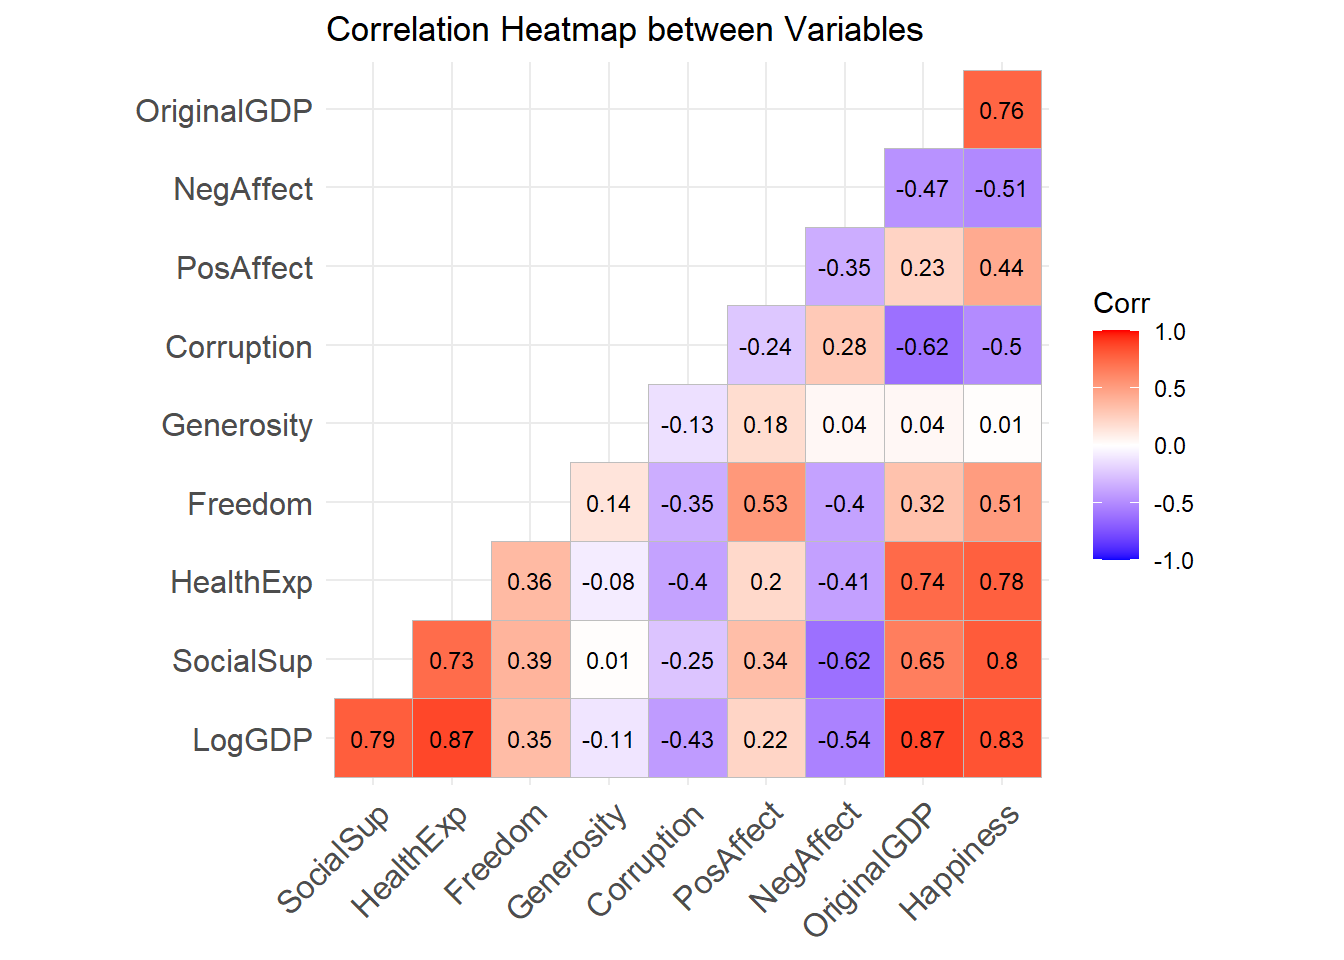 Correlation Heatmap between Variables
OriginalGDP 0.76
NegAffect -0.47 -0.51
PosAffect -0.35 0.23 0.44
Corruption -0.24 0.28 -0.62 -0.5
Generosity -0.13 0.18 0.04 0.04 0.01
Freedom 0.14 -0.35 0.53 -0.4 0.32 0.51
HealthExp 0.36 -0.08 -0.4 0.2 -0.41 0.74 0.78
SocialSup 0.73 0.39 0.01 -0.25 0.34 -0.62 0.65 0.8
LogGDP 0.79 0.87 0.35 -0.11 -0.43 0.22 -0.54 0.87 0.83
SocialSup
HealthExp
Freedom
Generosity
Corruption
PosAffect
NegAffect
OriginalGDP
Happiness
Corr
1.0
0.5
0.0
-0.5
-1.0